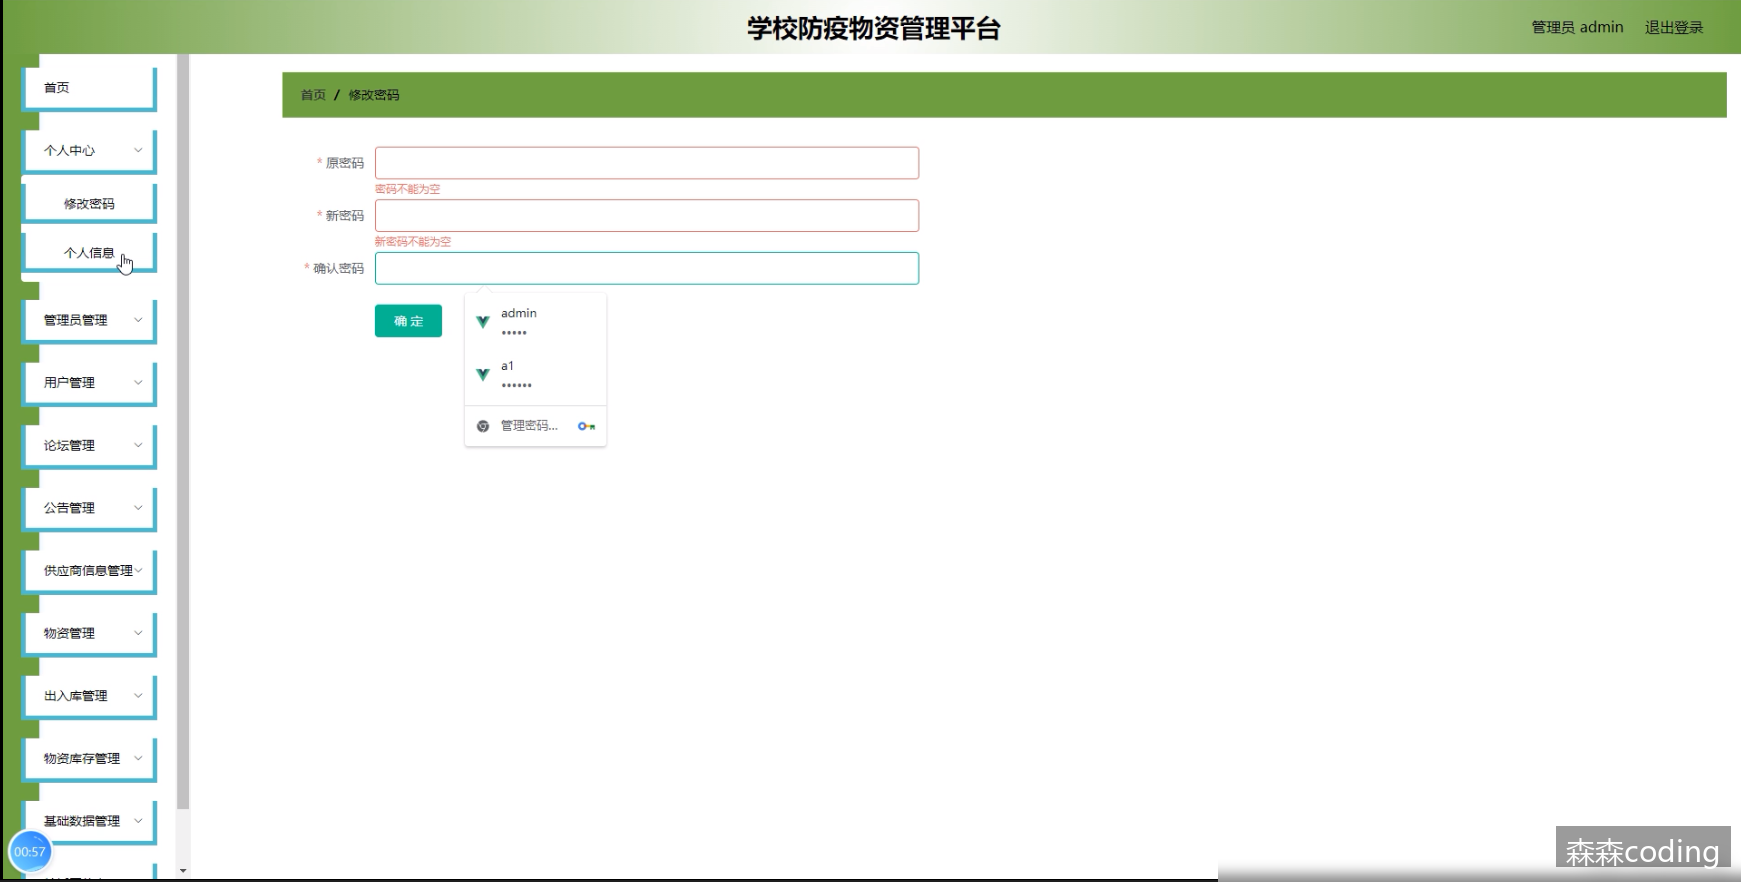 学校防疫物资管理平台
管理员 admin
退出登录
首页
个人中心
修改密码
个人信息
管理员管理
用户管理
论坛管理
公告管理
供应商信息管理
物资管理
出入库管理
物资库存管理
基础数据管理
00:57
首页 / 修改密码
* 原密码
密码不能为空
* 新密码
新密码不能为空
* 确认密码
确 定
admin
•••••
a1
••••••
管理密码...
森森coding